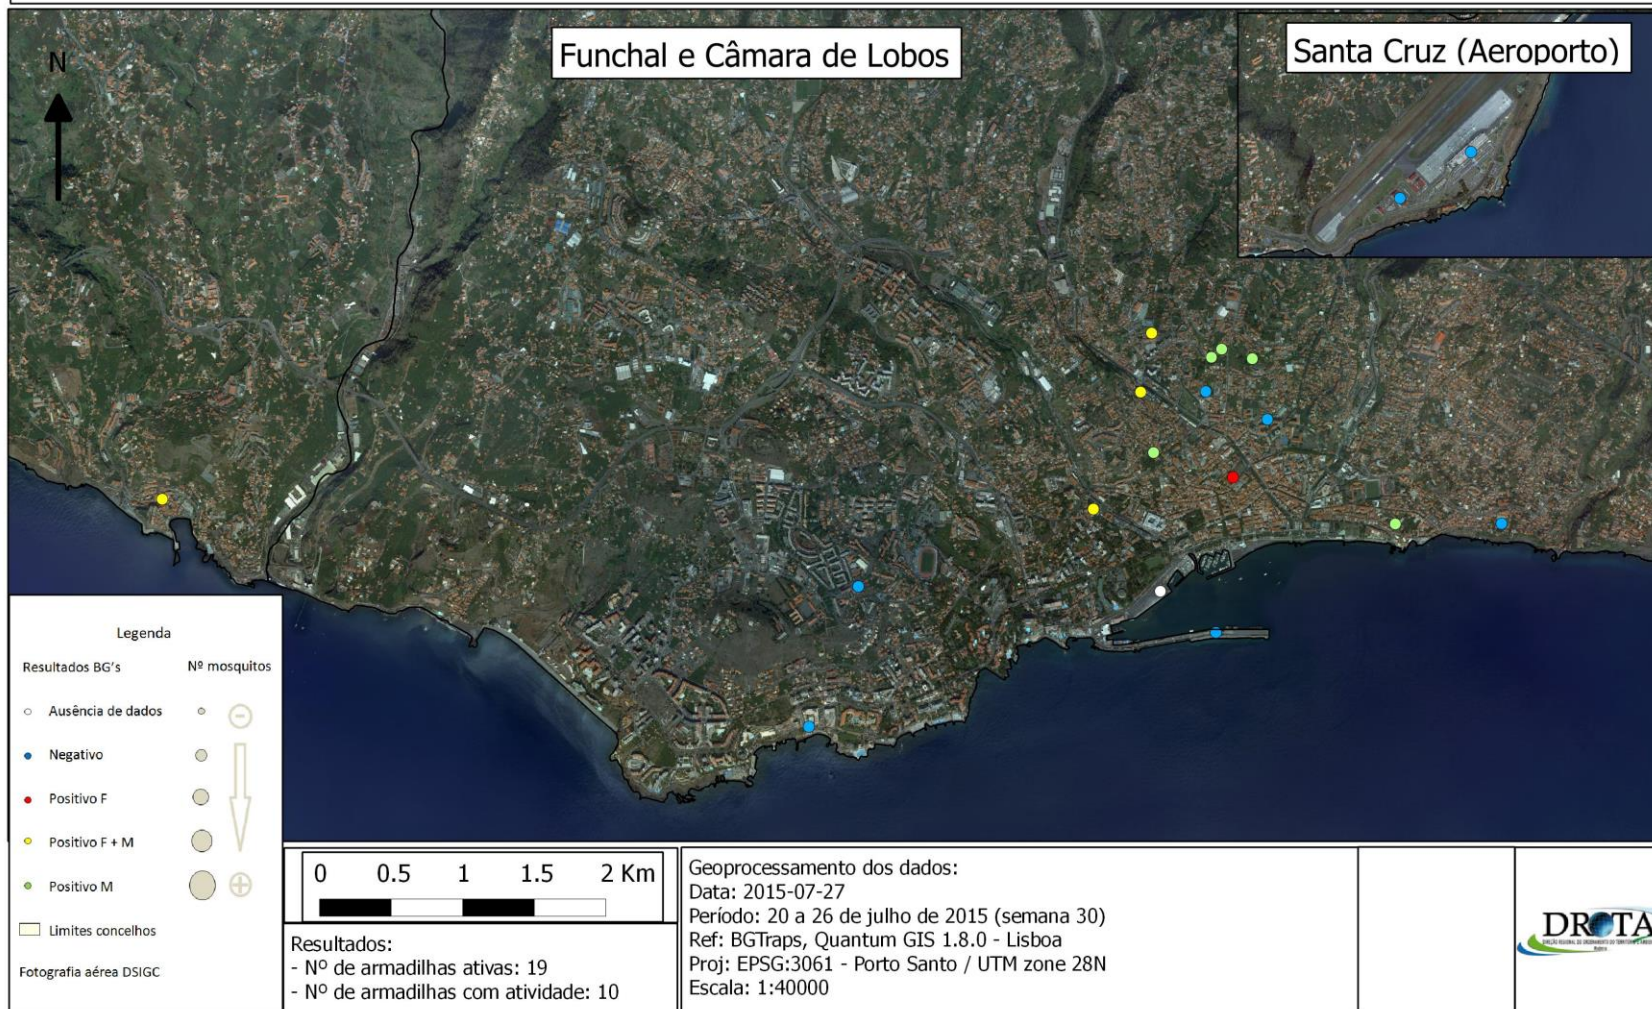 Funchal e Câmara de Lobos
Santa Cruz (Aeroporto)
N
Legenda
Resultados BG's
Nº mosquitos
Ausência de dados
Negativo
Positivo F
Positivo F + M
Positivo M
Limites concelhos
Fotografia aérea DSIGC
0 0.5 1 1.5 2 Km
Resultados:
- Nº de armadilhas ativas: 19
- Nº de armadilhas com atividade: 10
Geoprocessamento dos dados:
Data: 2015-07-27
Período: 20 a 26 de julho de 2015 (semana 30)
Ref: BGTraps, Quantum GIS 1.8.0 - Lisboa
Proj: EPSG:3061 - Porto Santo / UTM zone 28N
Escala: 1:40000
DROTA